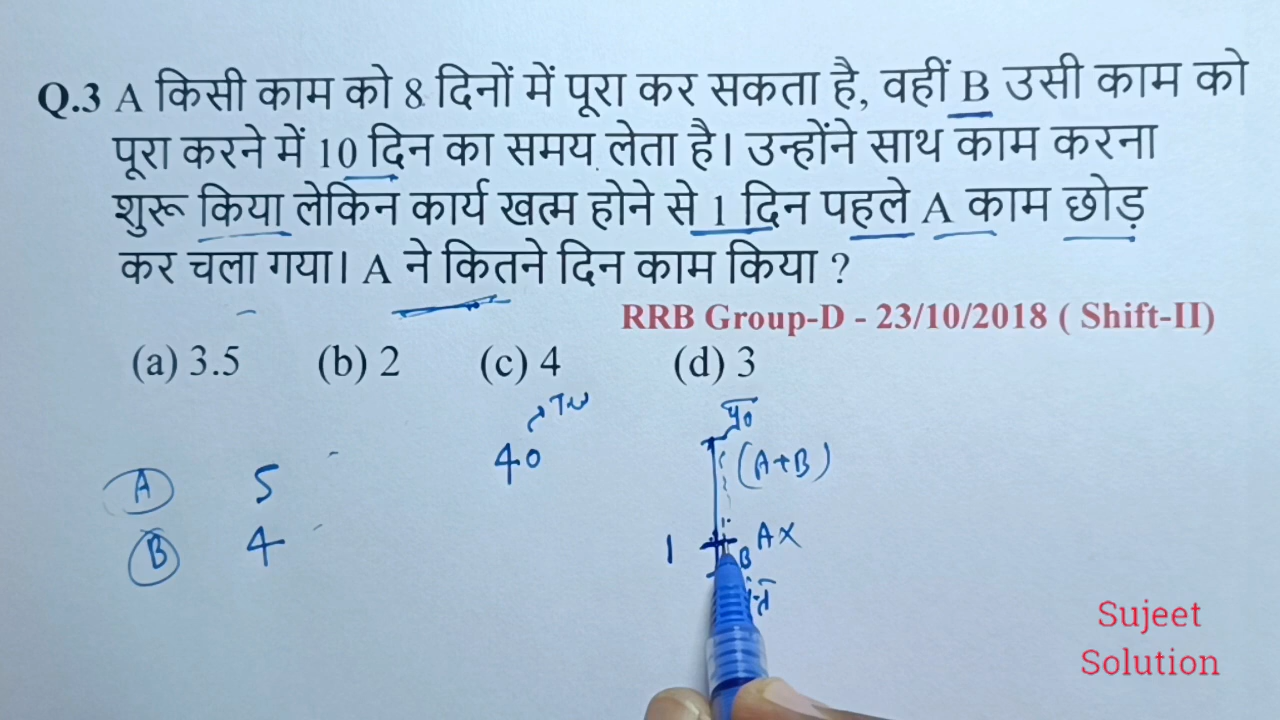 Q.3 A किसी काम को 8 दिनों में पूरा कर सकता है, वहीं B उसी काम को
पूरा करने में 10 दिन का समय लेता है। उन्होंने साथ काम करना
शुरू किया लेकिन कार्य खत्म होने से 1 दिन पहले A काम छोड़
कर चला गया। A ने कितने दिन काम किया ?
RRB Group-D - 23/10/2018 ( Shift-II)
(a) 3.5 (b) 2 (c) 4 (d) 3
40
(A+B)
A 5
B 4
1 A X
B
Sujeet
Solution